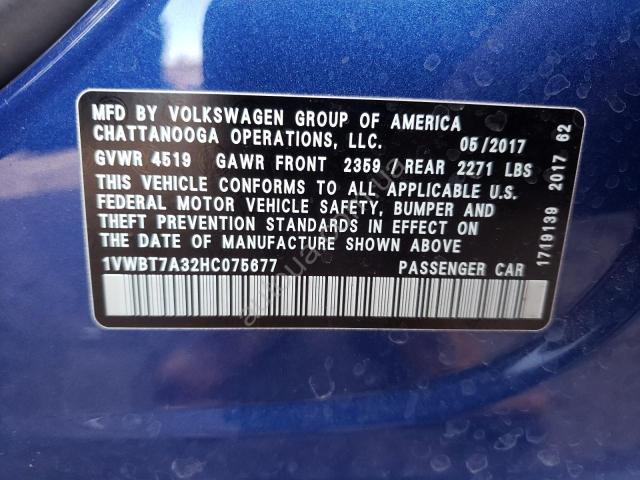 MFD BY VOLKSWAGEN GROUP OF AMERICA
CHATTANOOGA OPERATIONS, LLC. 05/2017
GVWR 4519 GAWR FRONT 2359 / REAR 2271 LBS
THIS VEHICLE CONFORMS TO ALL APPLICABLE U.S.
FEDERAL MOTOR VEHICLE SAFETY, BUMPER AND
THEFT PREVENTION STANDARDS IN EFFECT ON
THE DATE OF MANUFACTURE SHOWN ABOVE
1VWBT7A32HC075677 PASSENGER CAR
1719139 2017 62